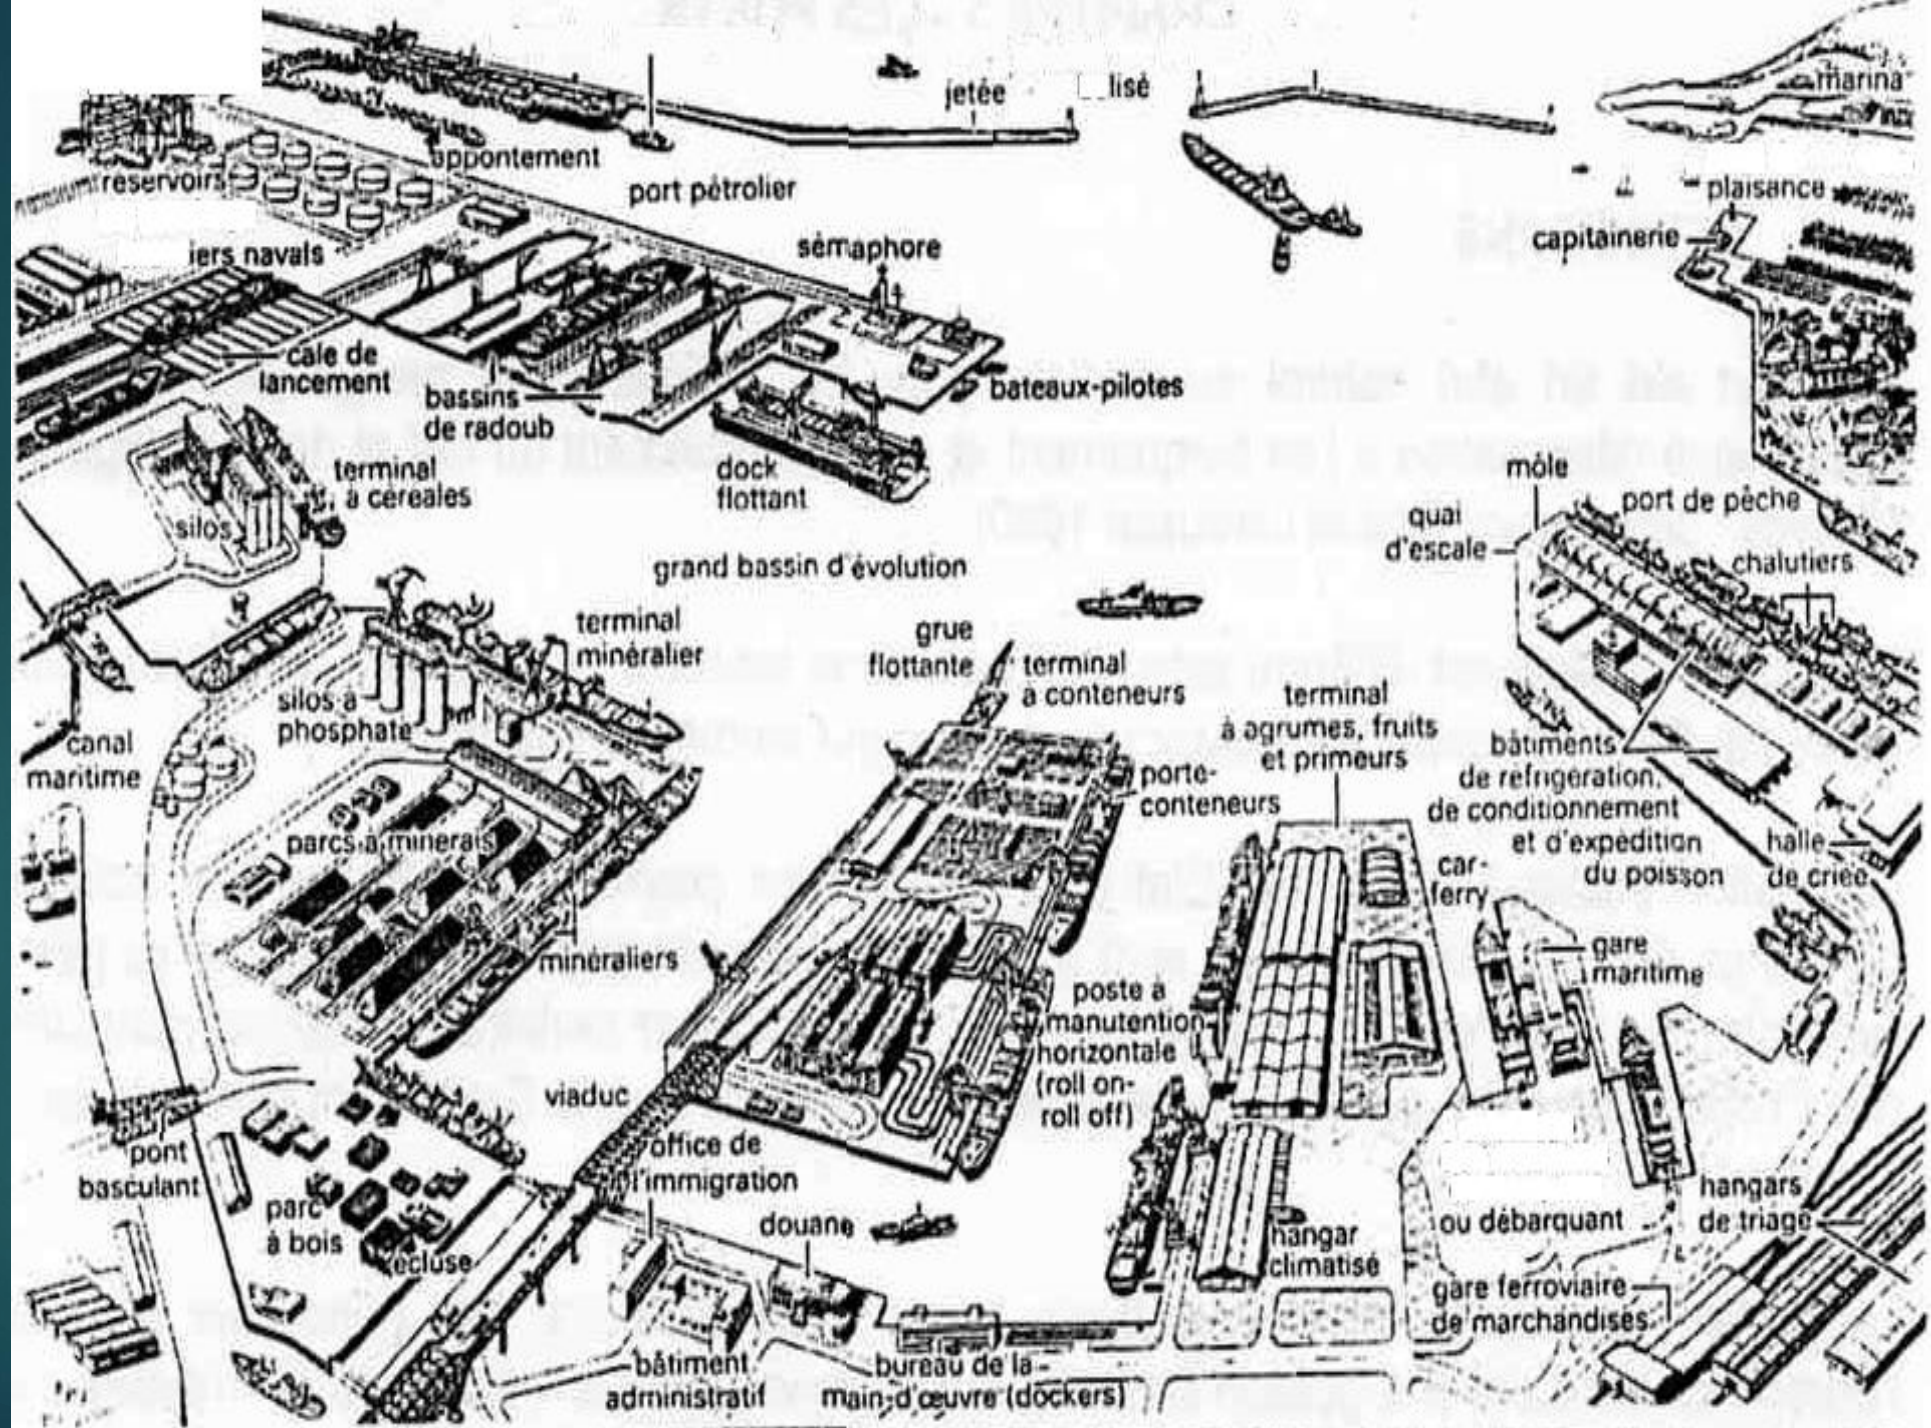 jetée
lisé
marina
appontement
réservoirs
port pétrolier
plaisance
capitainerie
sémaphore
iers navals
cale de
lancement
bassins
de radoub
bateaux-pilotes
dock
flottant
terminal
à céréales
silos
môle
port de pêche
quai
d'escale
chalutiers
grand bassin d'évolution
terminal
minéralier
grue
flottante
terminal
à conteneurs
terminal
à agrumes, fruits
et primeurs
silos à
phosphate
canal
maritime
porte-
conteneurs
bâtiments
de réfrigération,
de conditionnement
et d'expédition
du poisson
halle
de criée
parcs à minerais
car-
ferry
gare
maritime
minéraliers
poste à
manutention
horizontale
(roll on-
roll off)
viaduc
pont
basculant
office de
l'immigration
parc
à bois
écluse
douane
hangar
climatisé
ou débarquant
hangars
de triage
gare ferroviaire
de marchandises
bâtiment
administratif
bureau de la
main-d'œuvre (dockers)